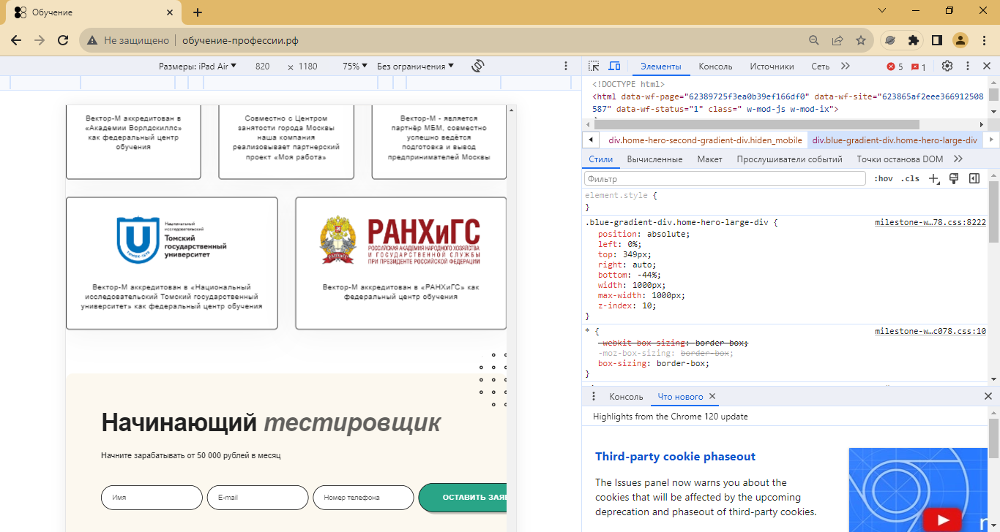 Обучение
Не защищено
обучение-профессии.рф
Размеры: iPad Air ▼ 820 × 1180 75% ▼ Без ограничения ▼
Вектор-М аккредитован в
«Академии Ворлдскиллс»
как федеральный центр
обучения
Совместно с Центром
занятости города Москвы
наша компания
реализовывает партнерский
проект «Моя работа»
Вектор-М - является
партнёр МБМ, совместно
успешно ведётся
подготовка и вывод
предпринимателей Москвы
Национальный
исследовательский
Томский
государственный
университет
ТОМСК•1878
Вектор-М аккредитован в «Национальный
исследовательский Томский государственный
университет» как федеральный центр обучения
РАНХиГС
РАНХиГС
РОССИЙСКАЯ АКАДЕМИЯ НАРОДНОГО ХОЗЯЙСТВА
И ГОСУДАРСТВЕННОЙ СЛУЖБЫ
ПРИ ПРЕЗИДЕНТЕ РОССИЙСКОЙ ФЕДЕРАЦИИ
Вектор-М аккредитован в «РАНХиГС» как
федеральный центр обучения
Начинающий тестировщик
Начните зарабатывать от 50 000 рублей в месяц
Имя
E-mail
Номер телефона
ОСТАВИТЬ ЗАЯ
Элементы Консоль Источники Сеть 5 1
<!DOCTYPE html>
<html data-wf-page="62389725f3ea0b39ef166df0" data-wf-site="623865af2eee366912508
587" data-wf-status="1" class=" w-mod-js w-mod-ix">
div.home-hero-second-gradient-div.hiden_mobile div.blue-gradient-div.home-hero-large-div
Стили Вычисленные Макет Прослушиватели событий Точки останова DOM
Фильтр :hov .cls
element.style {
}
.blue-gradient-div.home-hero-large-div { milestone-w…78.css:8222
position: absolute;
left: 0%;
top: 349px;
right: auto;
bottom: -44%;
width: 1000px;
max-width: 1000px;
z-index: 10;
}
* { milestone-w…c078.css:10
-webkit-box-sizing: border-box;
-moz-box-sizing: border-box;
box-sizing: border-box;
}
Консоль Что нового
Highlights from the Chrome 120 update
Third-party cookie phaseout
The Issues panel now warns you about the
cookies that will be affected by the upcoming
deprecation and phaseout of third-party cookies.